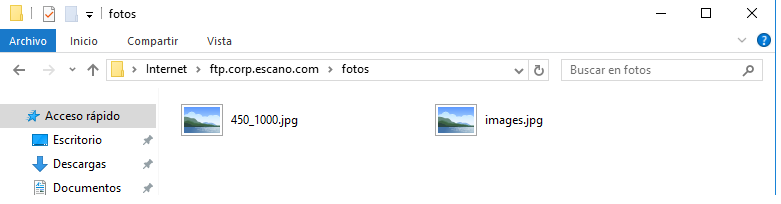 fotos
Archivo Inicio Compartir Vista
Internet ftp.corp.escano.com fotos Buscar en fotos
Acceso rápido
450_1000.jpg images.jpg
Escritorio
Descargas
Documentos